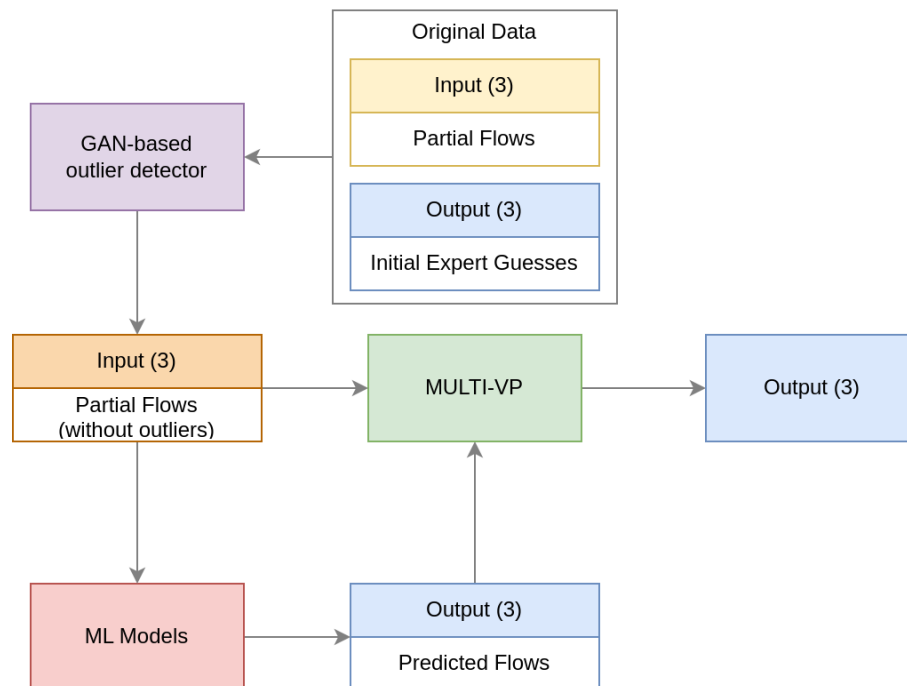 Original Data
Input (3)
Partial Flows
Output (3)
Initial Expert Guesses
GAN-based
outlier detector
Input (3)
Partial Flows
(without outliers)
MULTI-VP
Output (3)
ML Models
Output (3)
Predicted Flows